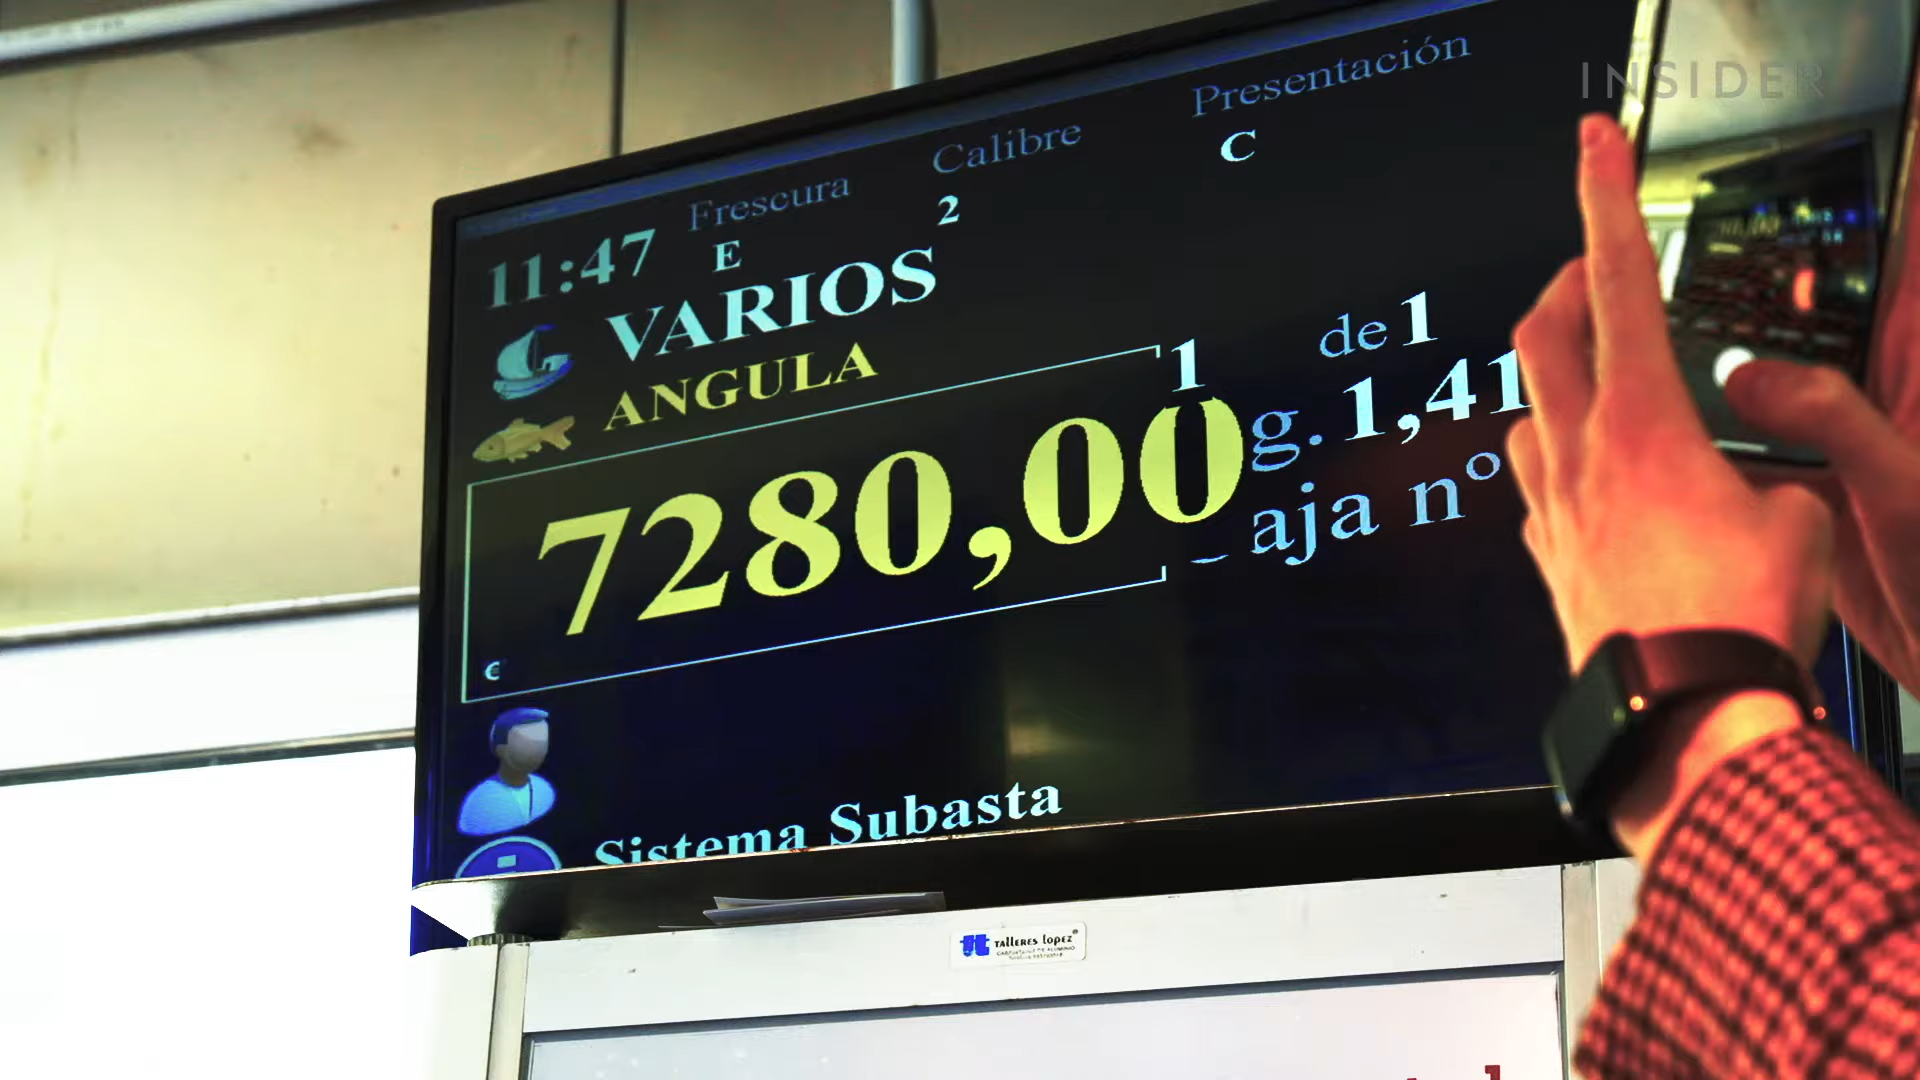 INSIDER
Frescura Calibre Presentación
11:47 E 2 C
VARIOS
ANGULA
1 de 1
7280,00
g. 1,41
aja nº
€
Sistema Subasta
TALLERES LOPEZ